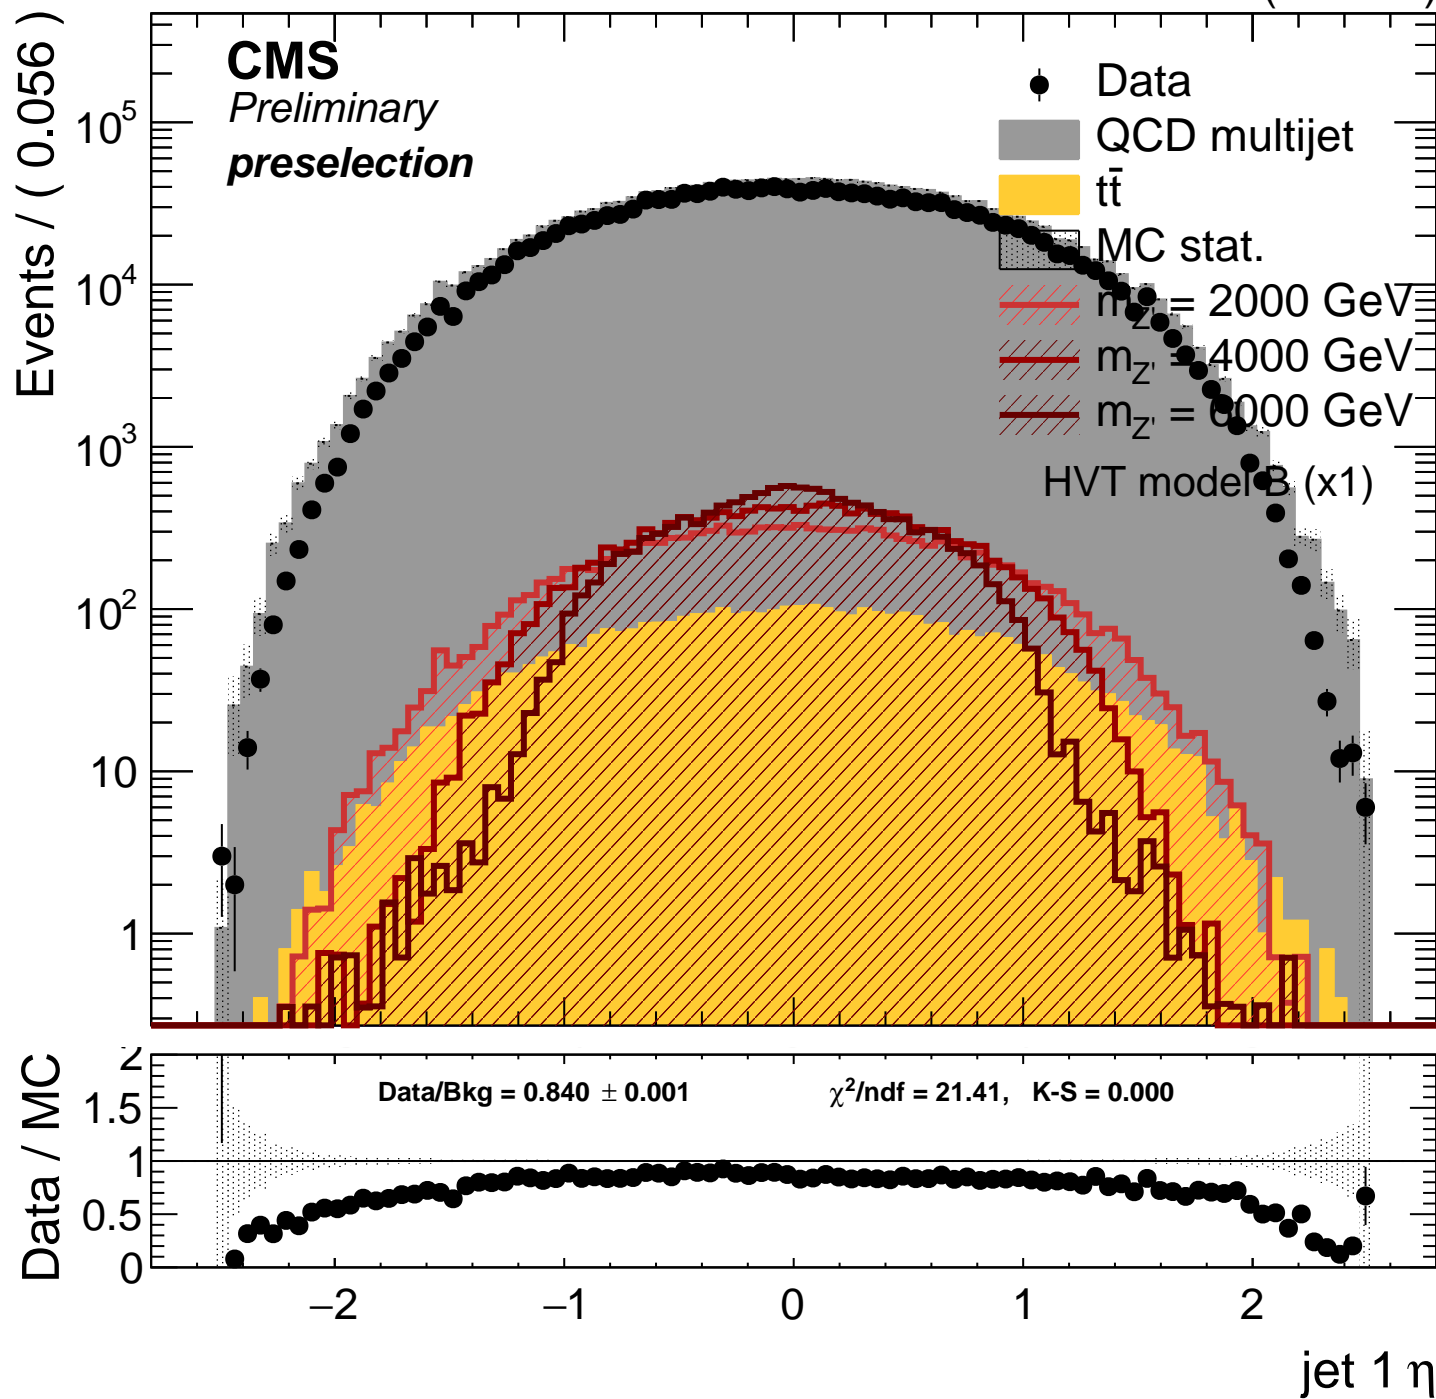 CMS
Preliminary
preselection
Data
QCD multijet
tt̄
MC stat.
m_Z' = 2000 GeV
m_Z' = 4000 GeV
m_Z' = 6000 GeV
HVT model B (x1)
Events / ( 0.056 )
10^5
10^4
10^3
10^2
10
1
Data/Bkg = 0.840 ± 0.001
χ²/ndf = 21.41, K-S = 0.000
Data / MC
2
1.5
1
0.5
0
−2
−1
0
1
2
jet 1 η